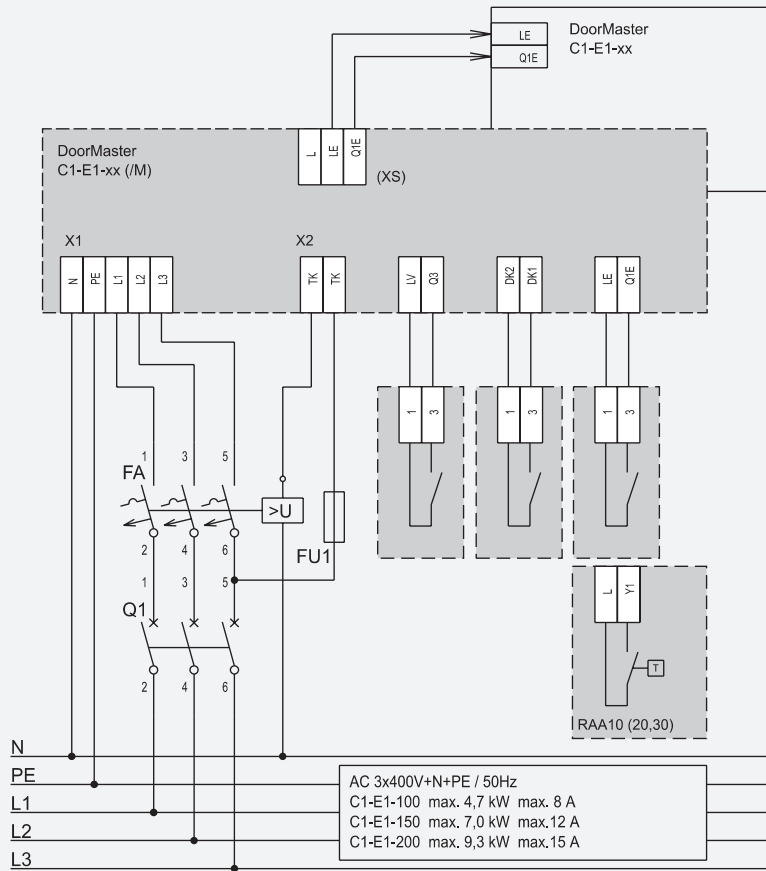 LE
Q1E
DoorMaster
C1-E1-xx
DoorMaster
C1-E1-xx (/M)
L
LE
Q1E
(XS)
X1
X2
N
PE
L1
L2
L3
TK
TK
LV
Q3
DK2
DK1
LE
Q1E
1
3
1
3
1
3
1
3
5
FA
>U
FU1
2
4
6
1
3
5
Q1
2
4
6
L
Y1
T
RAA10 (20,30)
N
PE
L1
L2
L3
AC 3x400V+N+PE / 50Hz
C1-E1-100 max. 4,7 kW max. 8 A
C1-E1-150 max. 7,0 kW max.12 A
C1-E1-200 max. 9,3 kW max.15 A